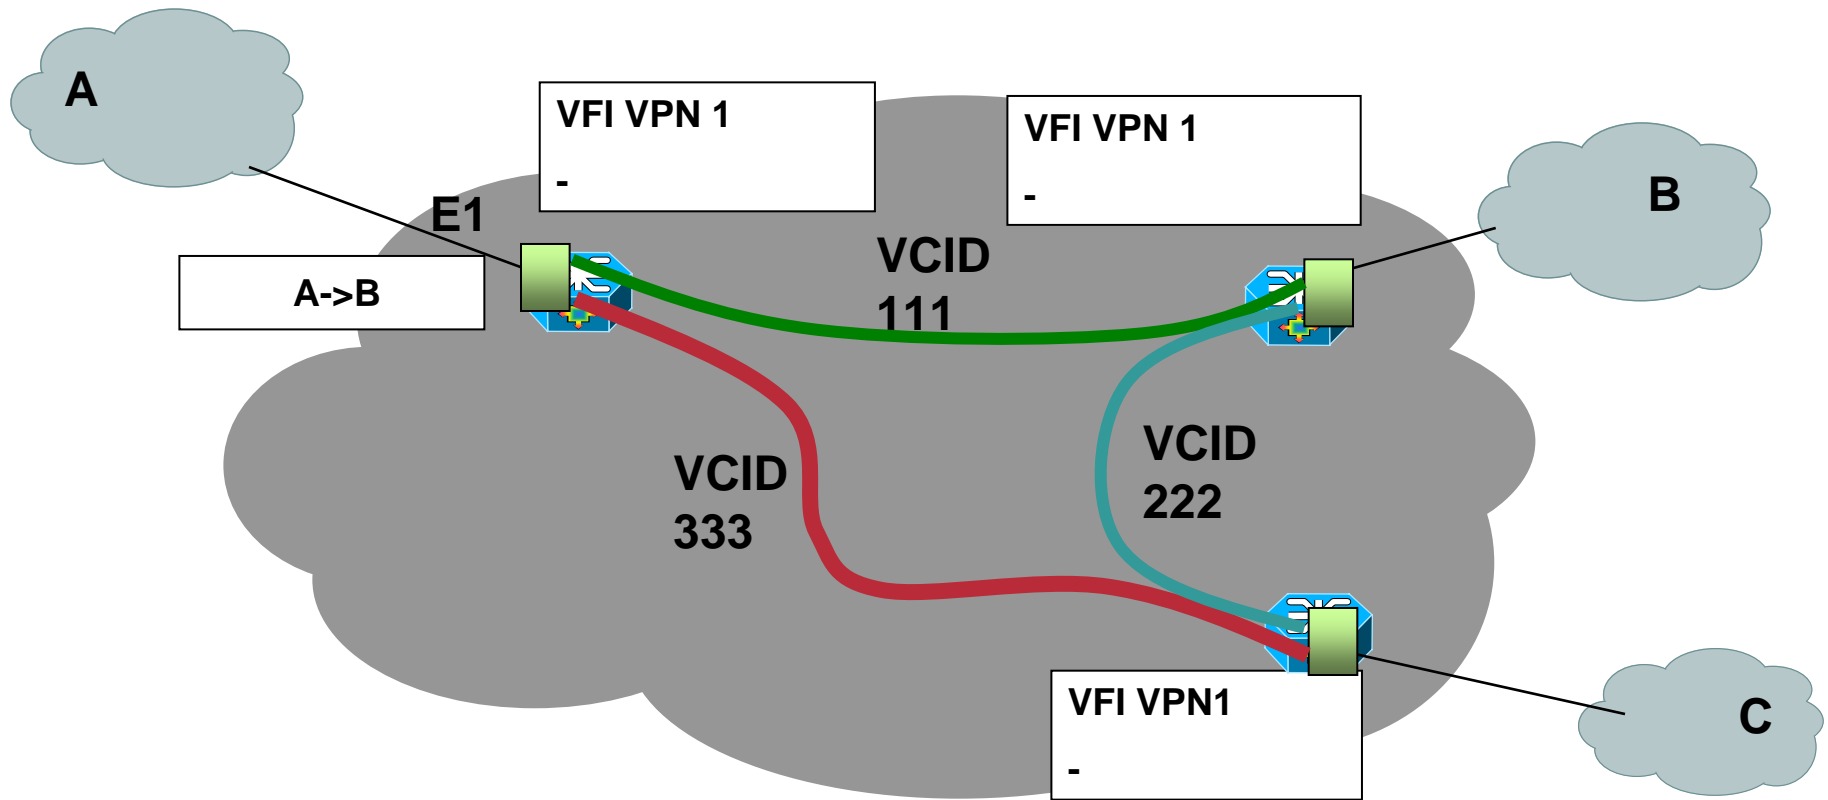 A
VFI VPN 1
-
VFI VPN 1
-
B
E1
A->B
VCID
111
VCID
333
VCID
222
VFI VPN1
-
C